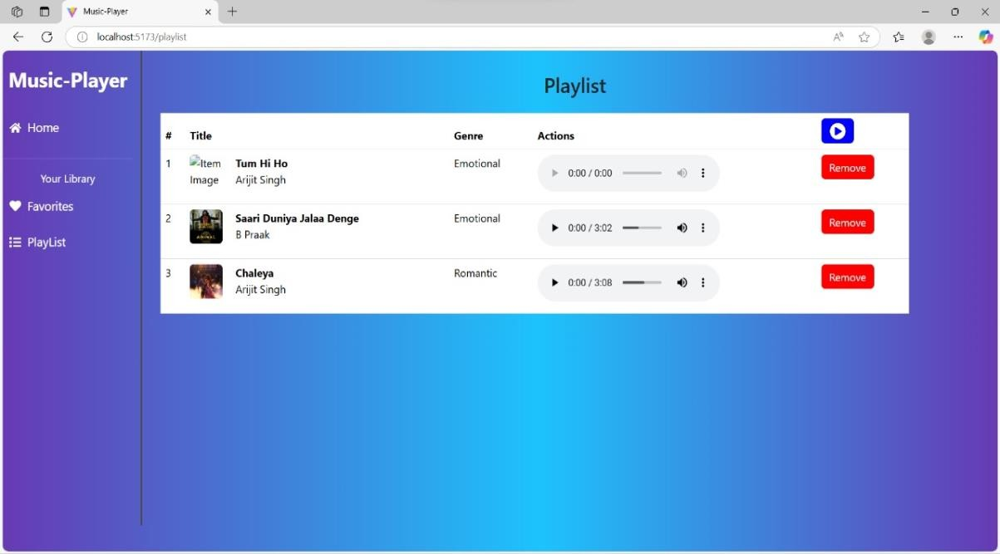 Music-Player
localhost:5173/playlist
Music-Player
Home
Your Library
Favorites
PlayList
Playlist
# Title Genre Actions
1 Item Image Tum Hi Ho Emotional 0:00 / 0:00 Remove
Arijit Singh
2 Saari Duniya Jalaa Denge Emotional 0:00 / 3:02 Remove
B Praak
ANIMAL
3 Chaleya Romantic 0:00 / 3:08 Remove
Arijit Singh